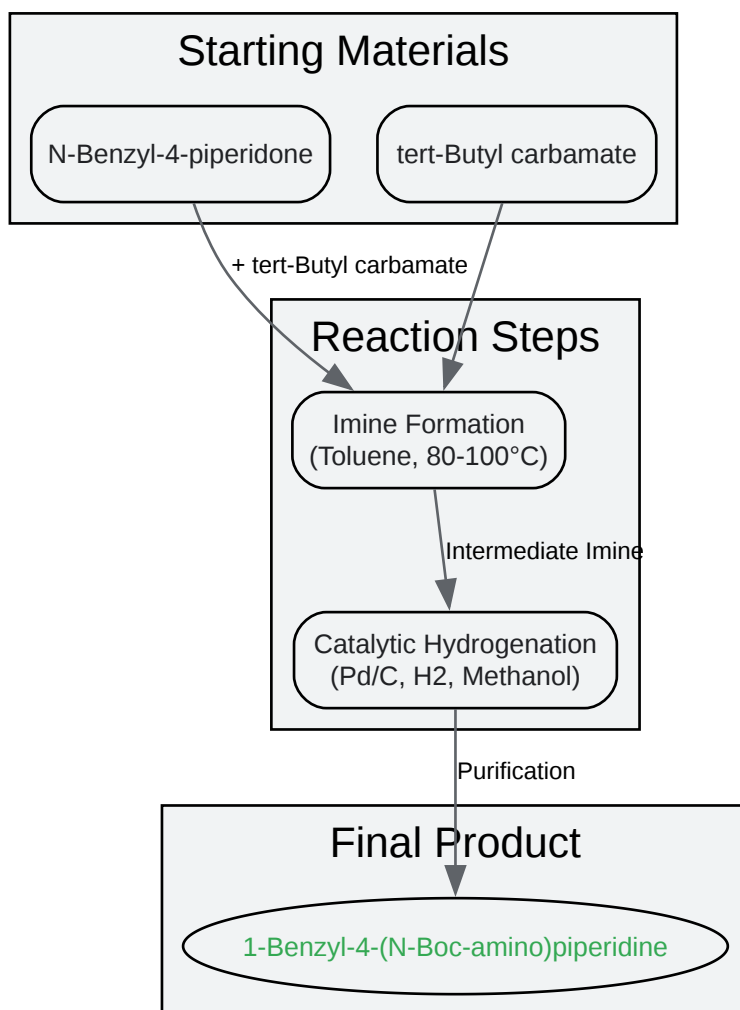 Starting Materials
N-Benzyl-4-piperidone
tert-Butyl carbamate
+ tert-Butyl carbamate
Reaction Steps
Imine Formation
(Toluene, 80-100°C)
Intermediate Imine
Catalytic Hydrogenation
(Pd/C, H2, Methanol)
Purification
Final Product
1-Benzyl-4-(N-Boc-amino)piperidine